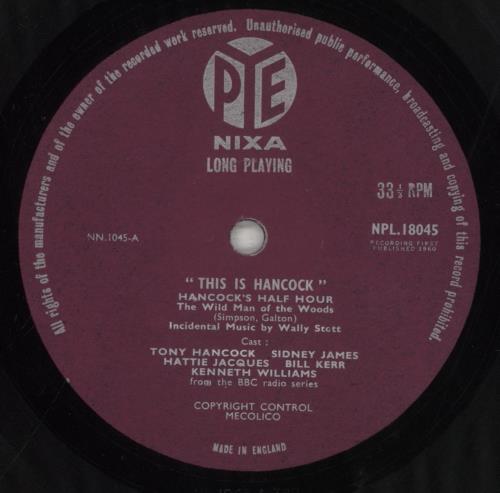 All rights of the manufacturers and of the owner of the recorded work reserved. Unauthorised public performance, broadcasting and copying of this record prohibited.
PYE
NIXA
LONG PLAYING
33⅓ RPM
NN.1045-A
NPL.18045
RECORDING FIRST
PUBLISHED 1960
" THIS IS HANCOCK "
HANCOCK'S HALF HOUR
The Wild Man of the Woods
(Simpson, Galton)
Incidental Music by Wally Stott
Cast :
TONY HANCOCK SIDNEY JAMES
HATTIE JACQUES BILL KERR
KENNETH WILLIAMS
from the BBC radio series
COPYRIGHT CONTROL
MECOLICO
MADE IN ENGLAND